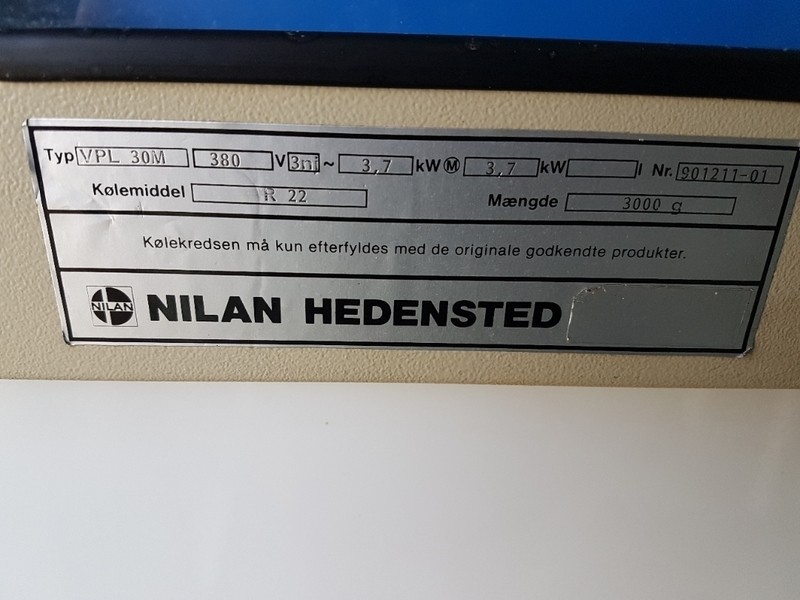 Typ VPL 30M 380 V 3nj ~ 3,7 kW M 3,7 kW l Nr. 901211-01
Kølemiddel R 22 Mængde 3000 g
Kølekredsen må kun efterfyldes med de originale godkendte produkter.
NILAN NILAN HEDENSTED